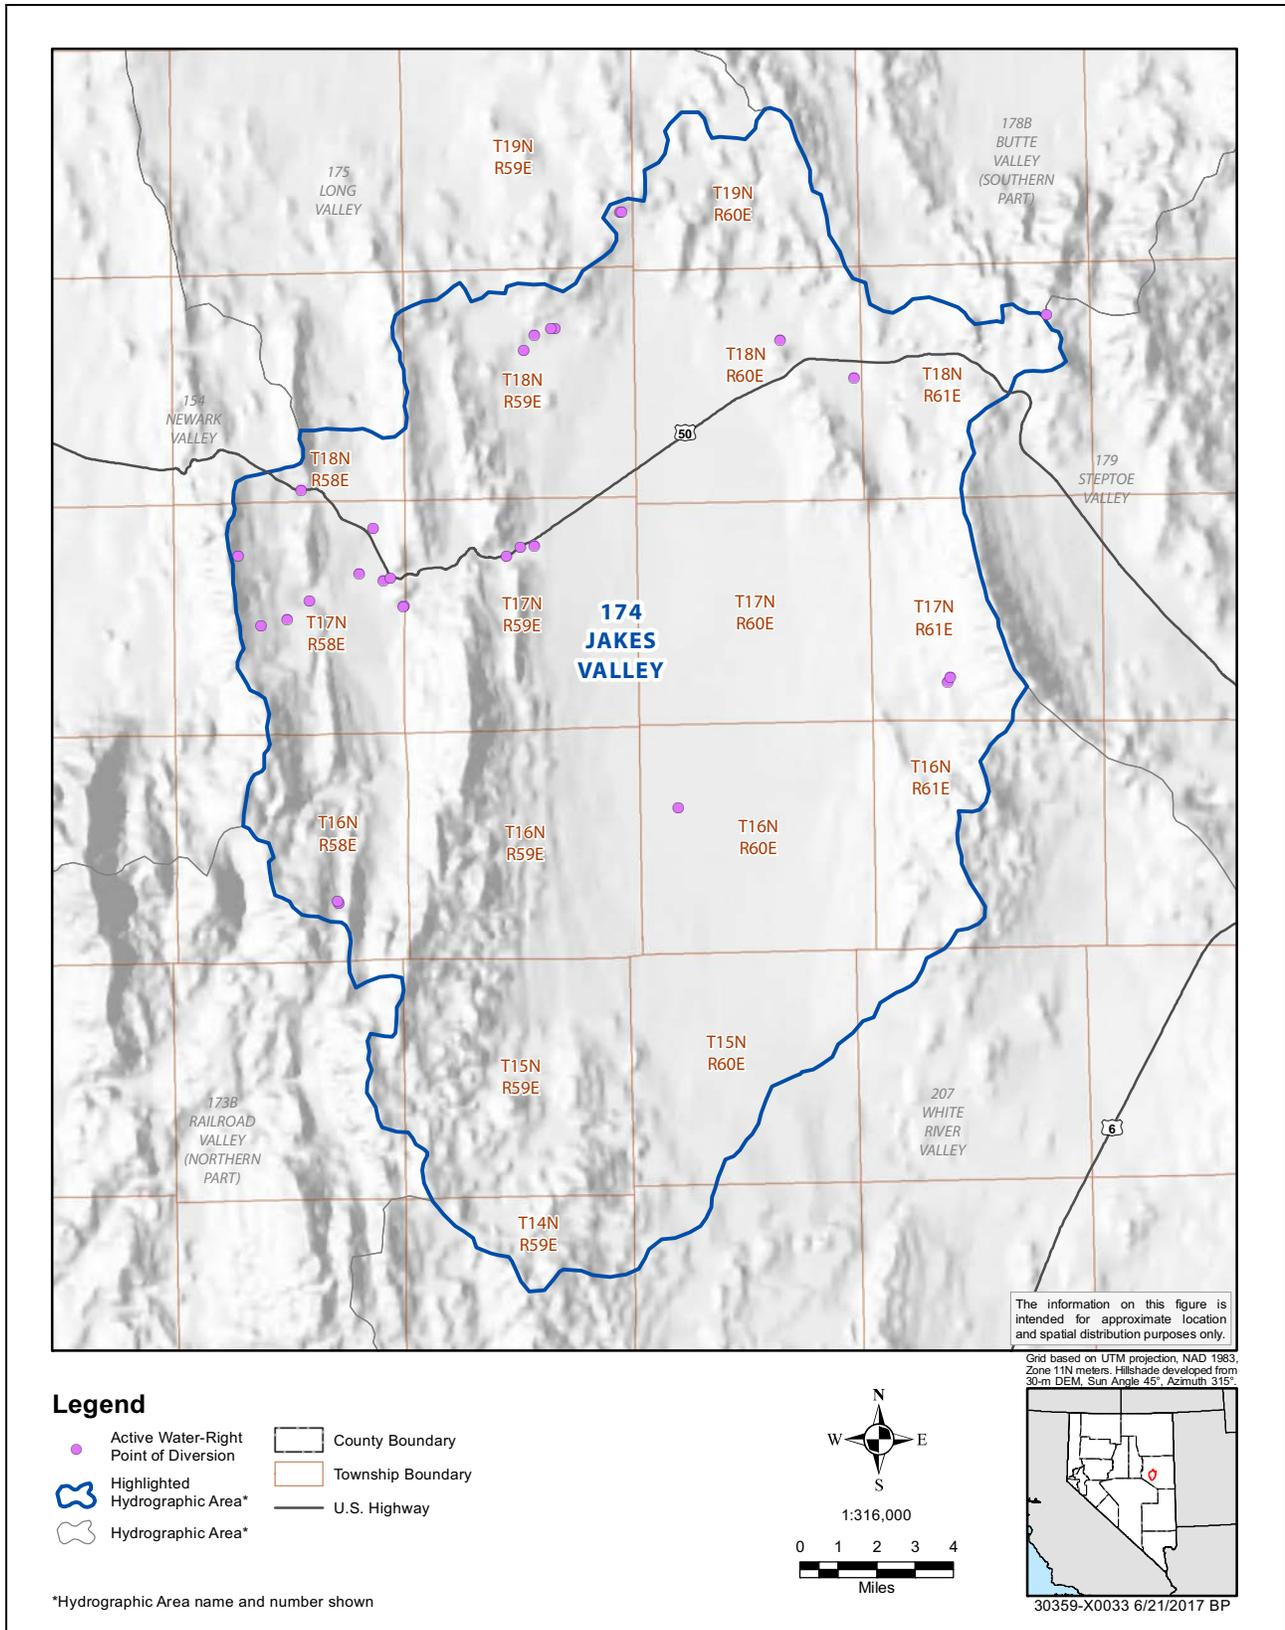 178B
BUTTE
VALLEY
(SOUTHERN
PART)
T19N
R59E
175
LONG
VALLEY
T19N
R60E
T18N
R60E
T18N
R61E
T18N
R59E
154
NEWARK
VALLEY
50
T18N
R58E
179
STEPTOE
VALLEY
T17N
R59E
174
JAKES
VALLEY
T17N
R60E
T17N
R61E
T17N
R58E
T16N
R61E
T16N
R58E
T16N
R59E
T16N
R60E
T15N
R60E
T15N
R59E
173B
RAILROAD
VALLEY
(NORTHERN
PART)
207
WHITE
RIVER
VALLEY
6
T14N
R59E
The information on this figure is
intended for approximate location
and spatial distribution purposes only.
Grid based on UTM projection, NAD 1983,
Zone 11N meters. Hillshade developed from
30-m DEM, Sun Angle 45°, Azimuth 315°.
Legend
Active Water-Right
Point of Diversion
Highlighted
Hydrographic Area*
Hydrographic Area*
County Boundary
Township Boundary
U.S. Highway
N
W E
S
1:316,000
0 1 2 3 4
Miles
*Hydrographic Area name and number shown
30359-X0033 6/21/2017 BP